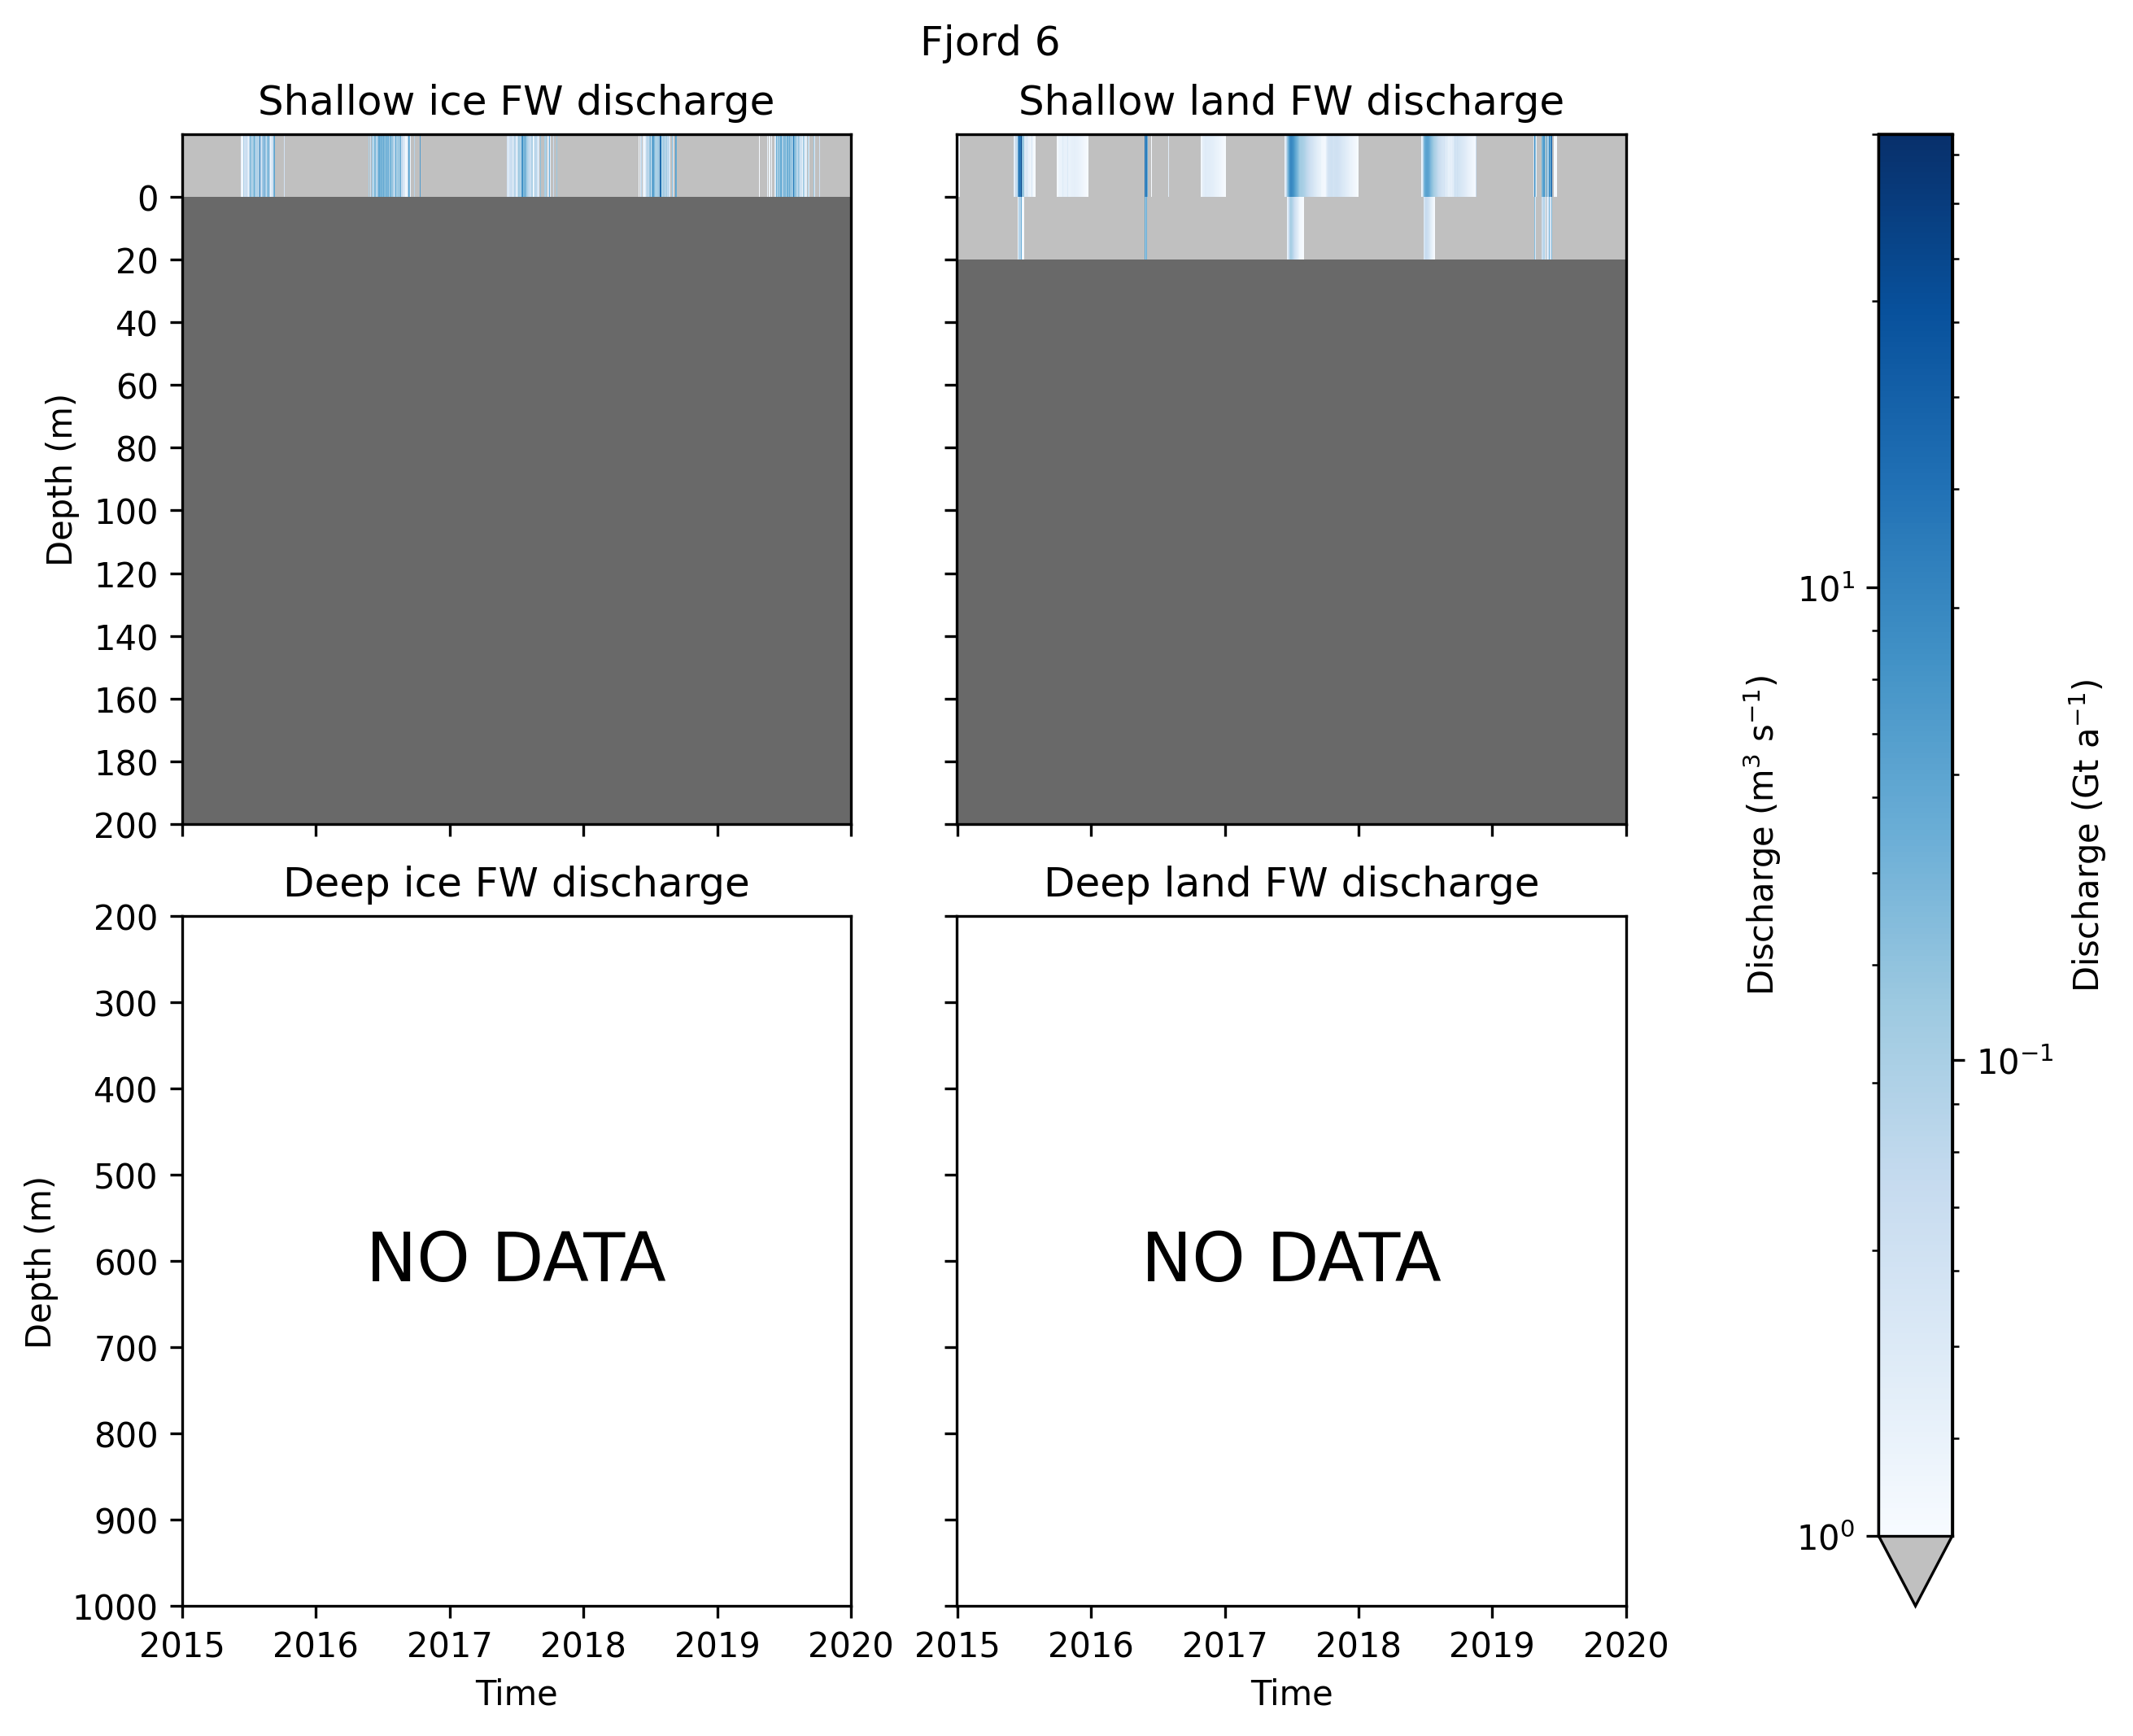 Fjord 6
Shallow ice FW discharge
Shallow land FW discharge
0
20
40
60
80
100
120
140
160
180
200
Depth (m)
Deep ice FW discharge
Deep land FW discharge
200
300
400
500
600
700
800
900
1000
Depth (m)
NO DATA
NO DATA
2015 2016 2017 2018 2019 2020
2015 2016 2017 2018 2019 2020
Time
Time
10¹
10⁰
Discharge (m³ s⁻¹)
10⁻¹
Discharge (Gt a⁻¹)